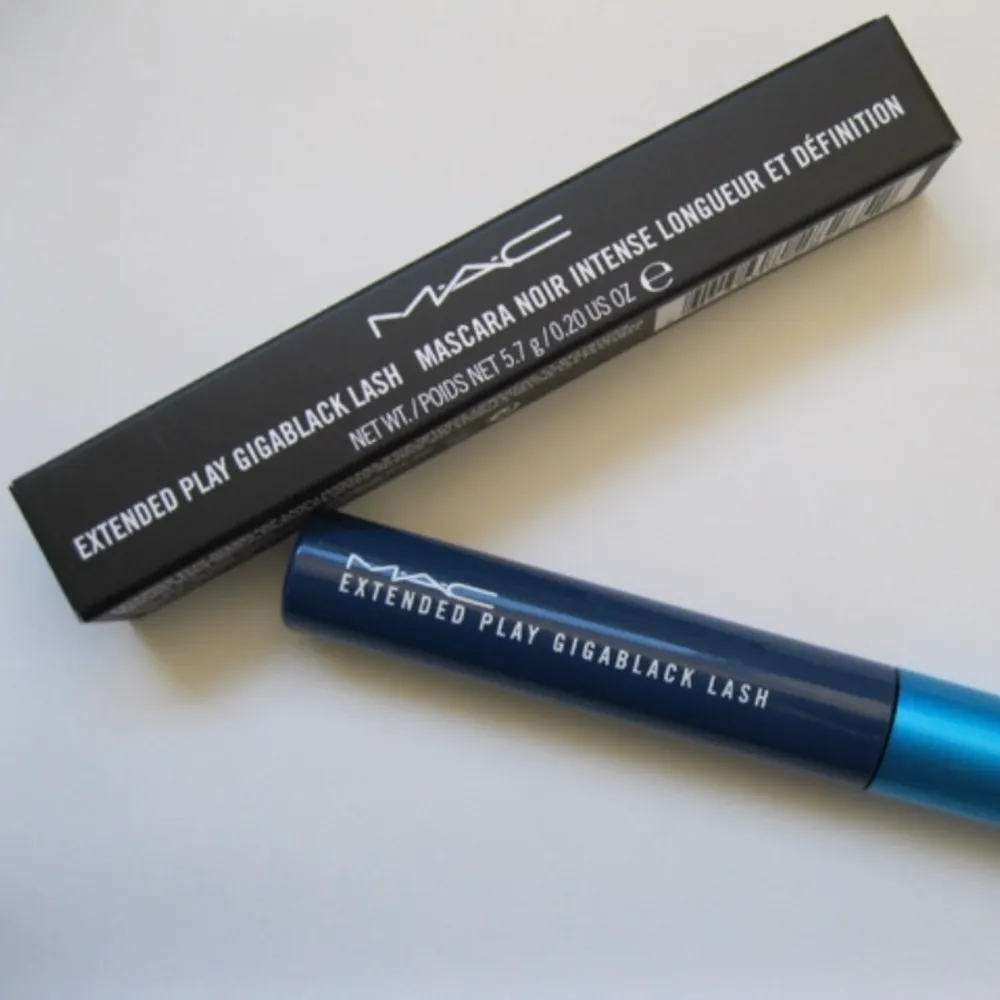 M·A·C
EXTENDED PLAY GIGABLACK LASH MASCARA NOIR INTENSE LONGUEUR ET DÉFINITION
NET WT./POIDS NET 5.7 g/0.20 US OZ e
M·A·C
EXTENDED PLAY GIGABLACK LASH